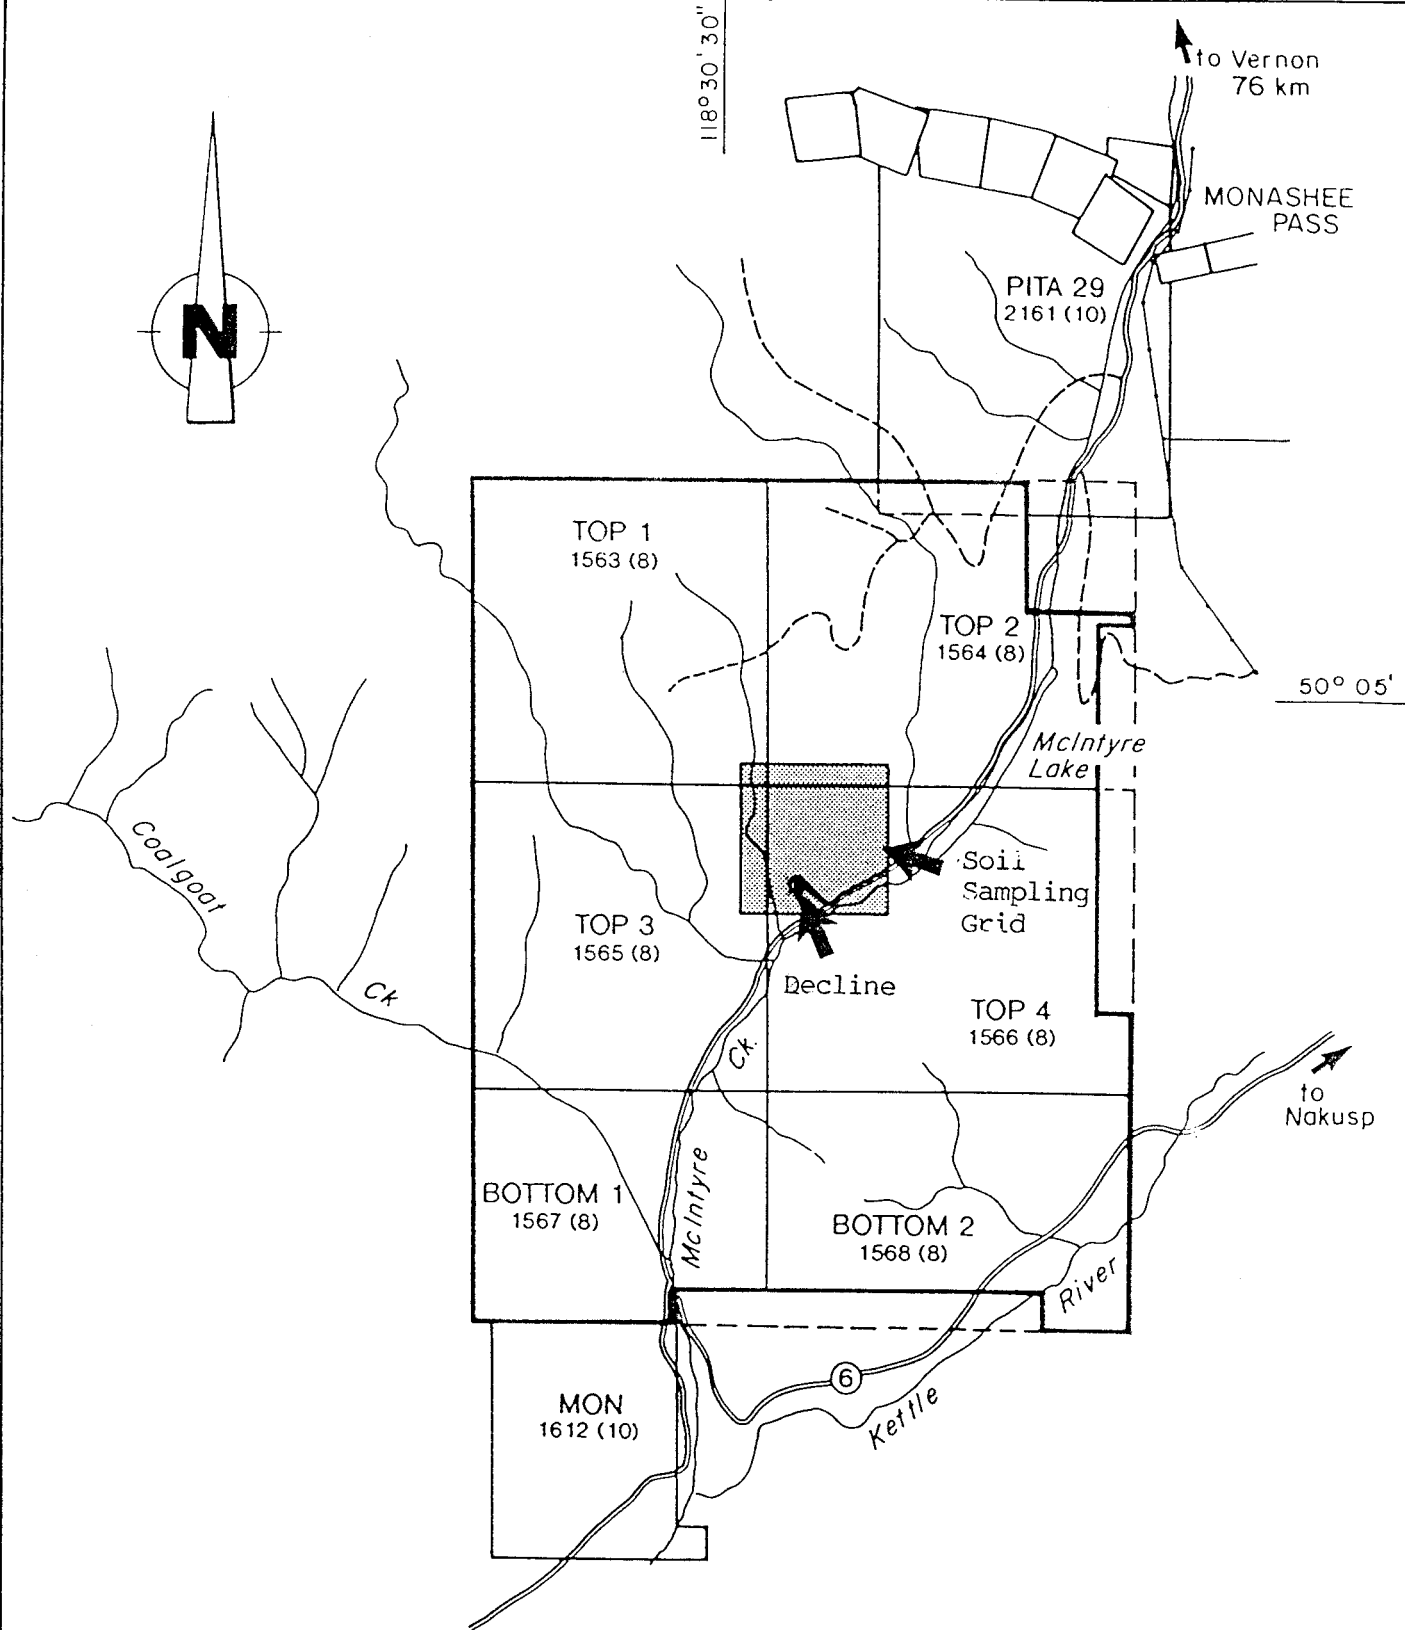 118° 30' 30"
to Vernon
76 km
MONASHEE
PASS
N
PITA 29
2161 (10)
TOP 1
1563 (8)
TOP 2
1564 (8)
50° 05'
McIntyre
Lake
Coalgoat
Ck
Soil
Sampling
Grid
TOP 3
1565 (8)
Decline
TOP 4
1566 (8)
Ck.
McIntyre
to
Nakusp
BOTTOM 1
1567 (8)
BOTTOM 2
1568 (8)
River
6
Kettle
MON
1612 (10)